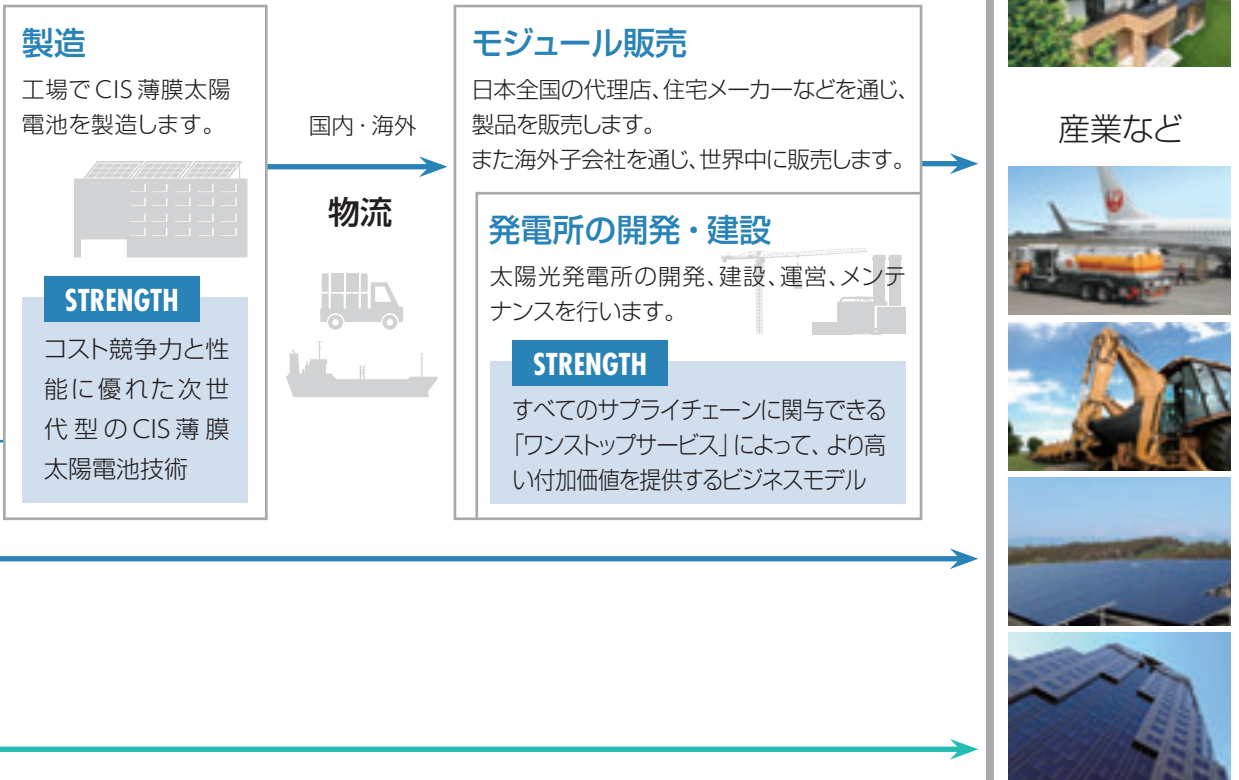 製造
工場でCIS薄膜太陽
電池を製造します。
STRENGTH
コスト競争力と性
能に優れた次世
代型のCIS薄膜
太陽電池技術
国内・海外
物流
モジュール販売
日本全国の代理店、住宅メーカーなどを通じ、
製品を販売します。
また海外子会社を通じ、世界中に販売します。
発電所の開発・建設
太陽光発電所の開発、建設、運営、メンテ
ナンスを行います。
STRENGTH
すべてのサプライチェーンに関与できる
「ワンストップサービス」によって、より高
い付加価値を提供するビジネスモデル
産業など